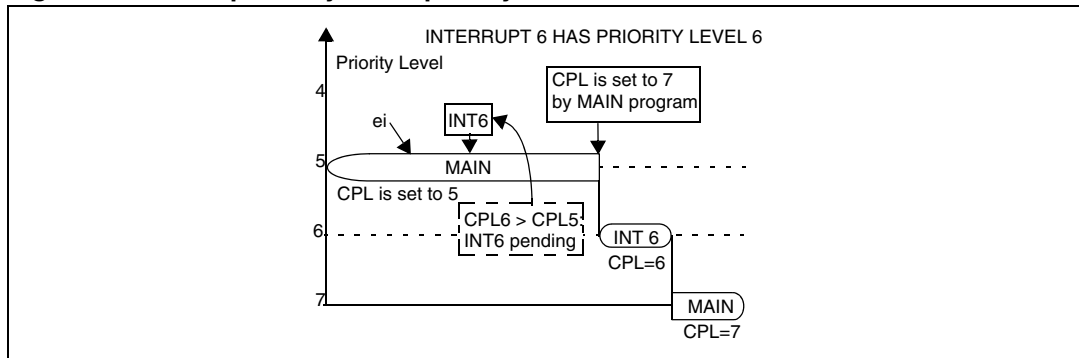 INTERRUPT 6 HAS PRIORITY LEVEL 6
Priority Level
CPL is set to 7
by MAIN program
4
ei
INT6
5
MAIN
CPL is set to 5
CPL6 > CPL5:
INT6 pending
6
INT 6
CPL=6
7
MAIN
CPL=7